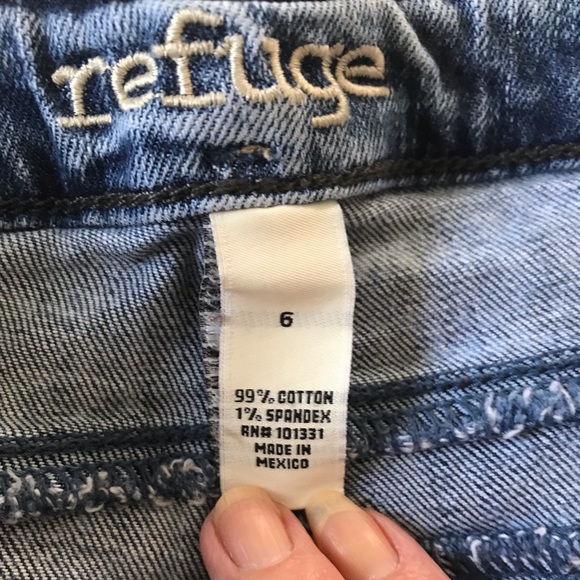 refuge
6
99% COTTON
1% SPANDEX
RN# 101331
MADE IN
MEXICO